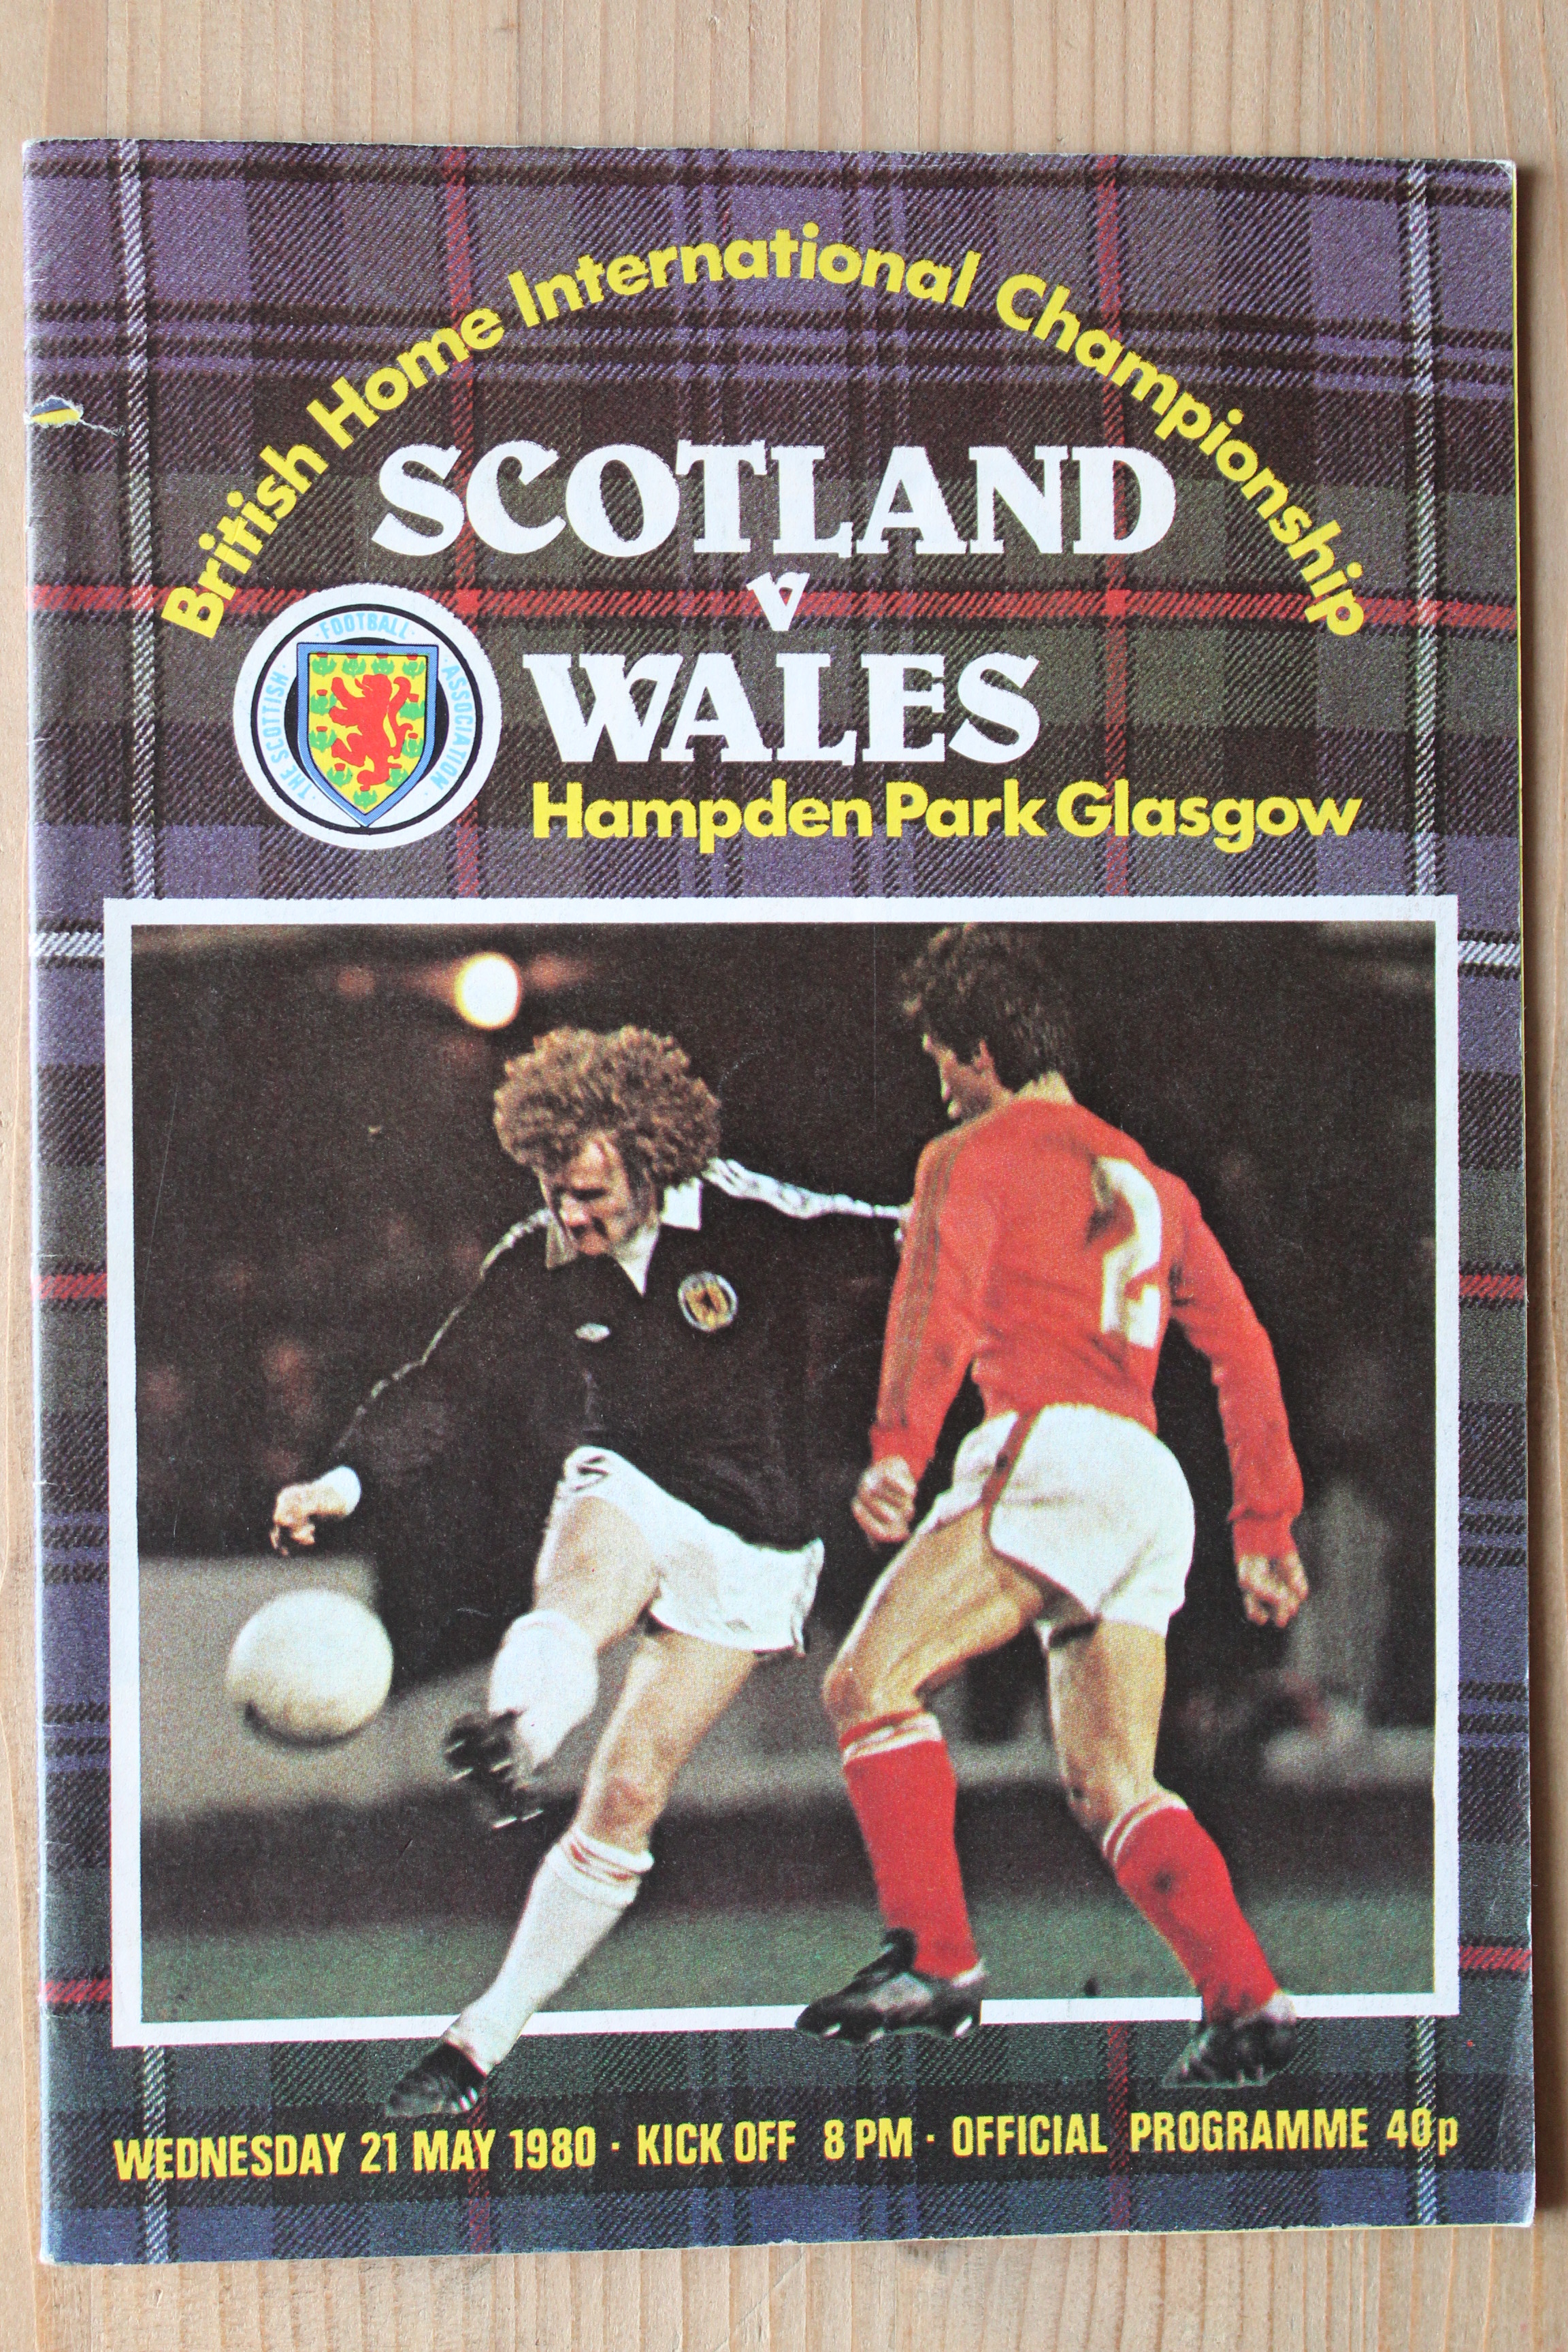 British Home International Championship
SCOTLAND
v
WALES
THE SCOTTISH · FOOTBALL · ASSOCIATION ·
Hampden Park Glasgow
2
WEDNESDAY 21 MAY 1980 · KICK OFF 8 PM · OFFICIAL PROGRAMME 40p